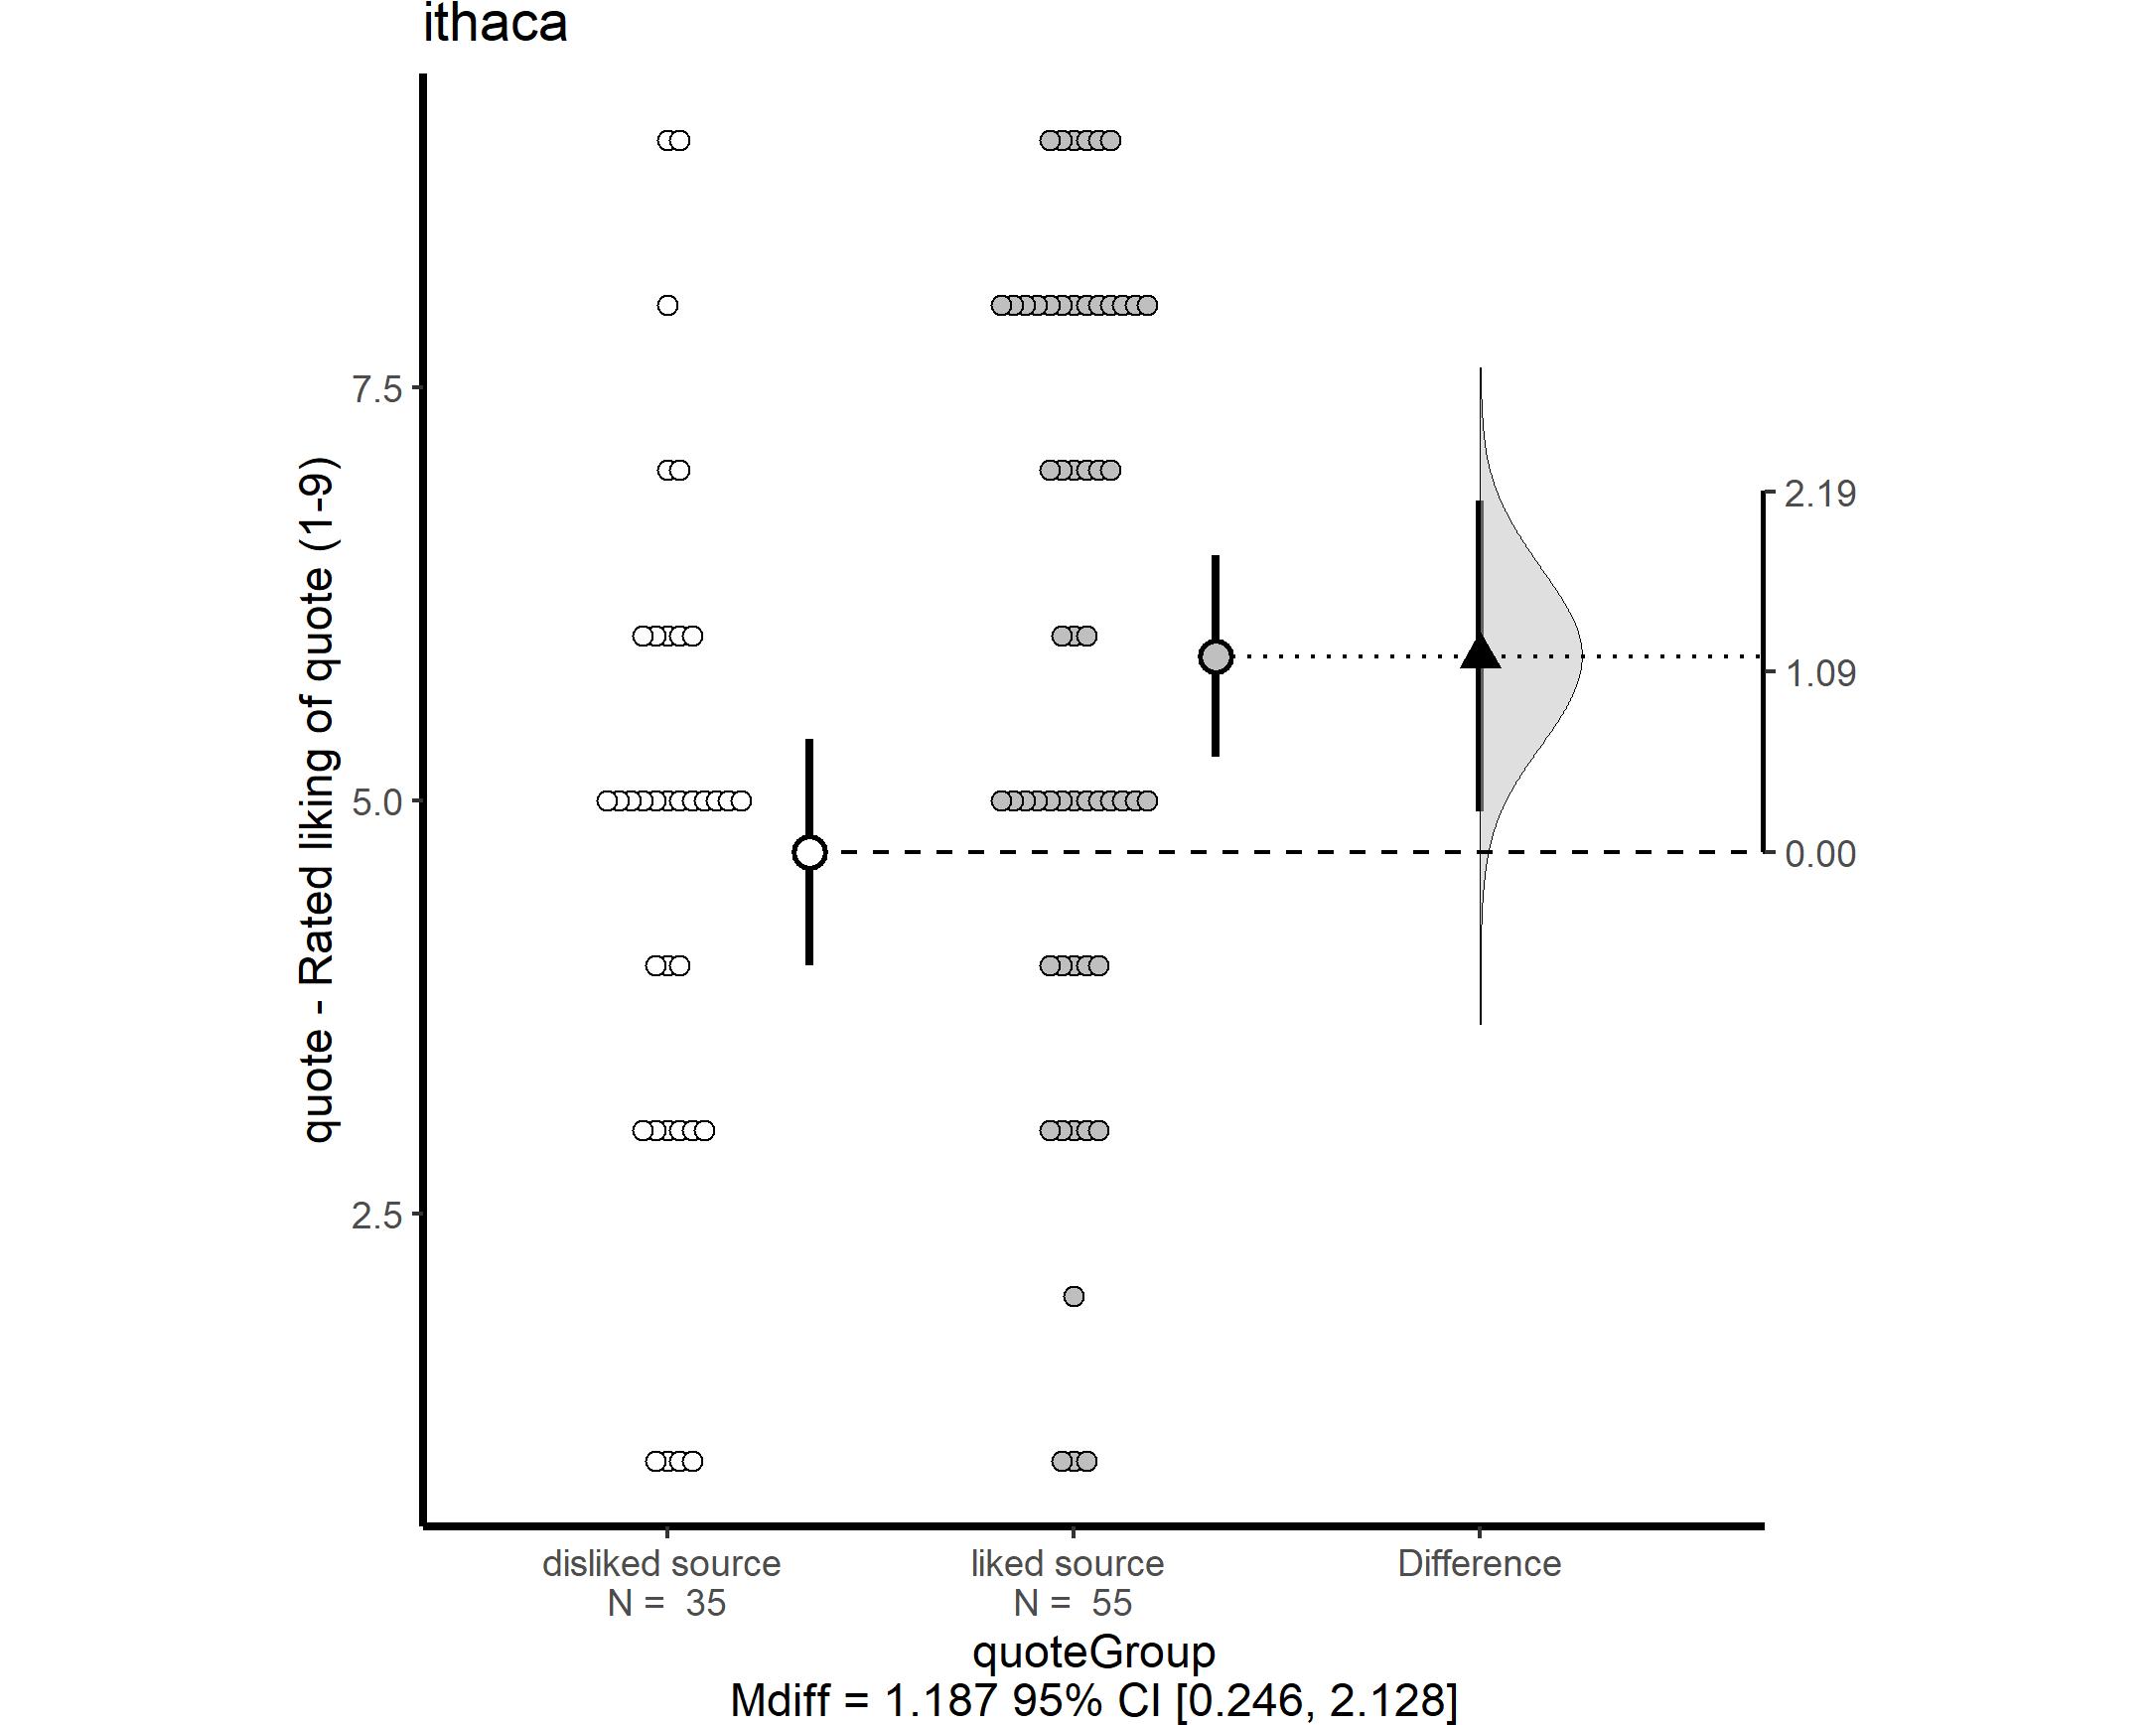 ithaca
quote - Rated liking of quote (1-9)
7.5
5.0
2.5
2.19
1.09
0.00
disliked source
N =  35
liked source
N =  55
Difference
quoteGroup
Mdiff = 1.187 95% CI [0.246, 2.128]